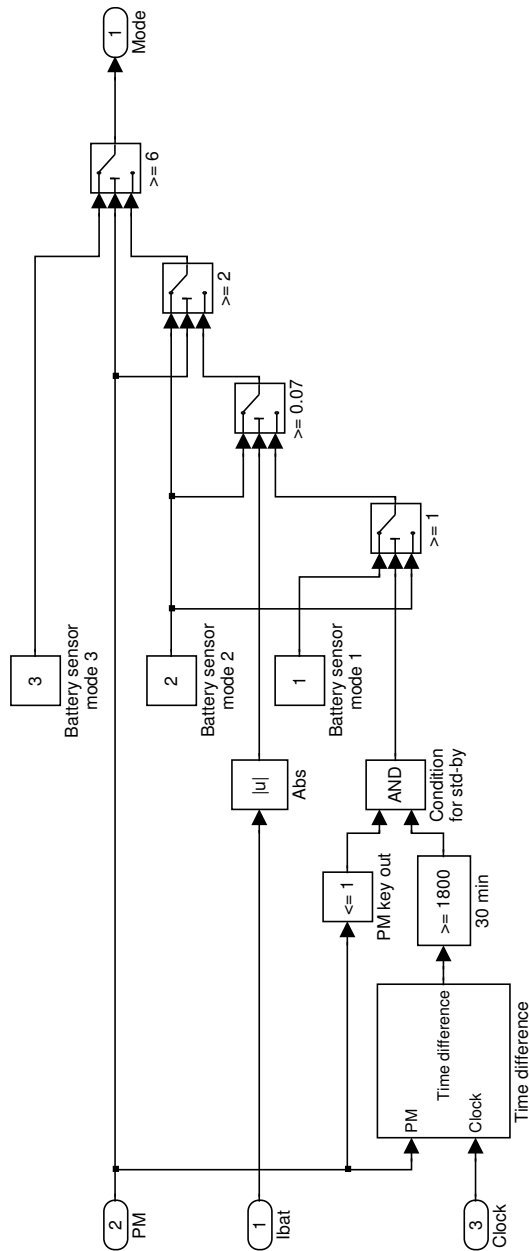 2
PM
1
Ibat
3
Clock
PM
Clock
Time difference
Time difference
<= 1
PM key out
>= 1800
30 min
AND
Condition
for std-by
|u|
Abs
3
Battery sensor
mode 3
2
Battery sensor
mode 2
1
Battery sensor
mode 1
>= 1
>= 0.07
>= 2
>= 6
1
Mode